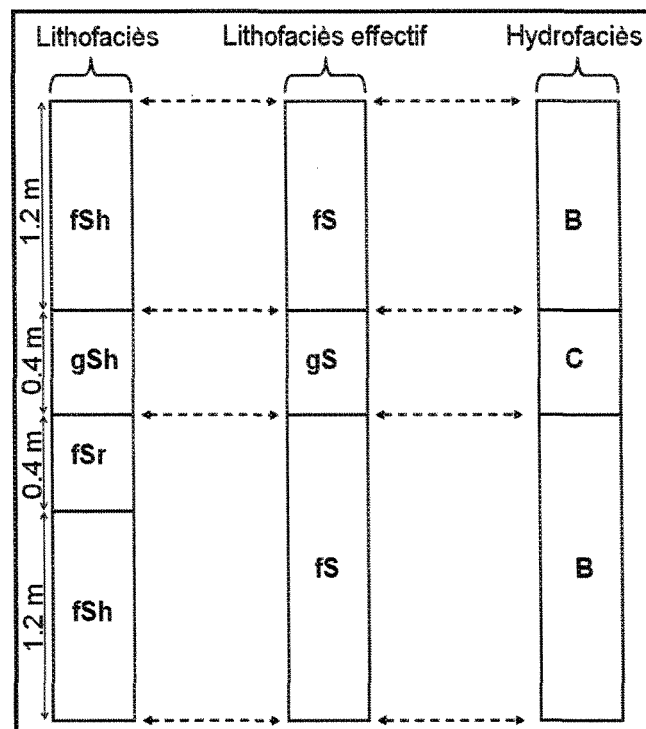 Lithofaciès Lithofaciès effectif Hydrofaciès
1.2 m fSh fS B
0.4 m gSh gS C
0.4 m fSr
fS B
1.2 m fSh